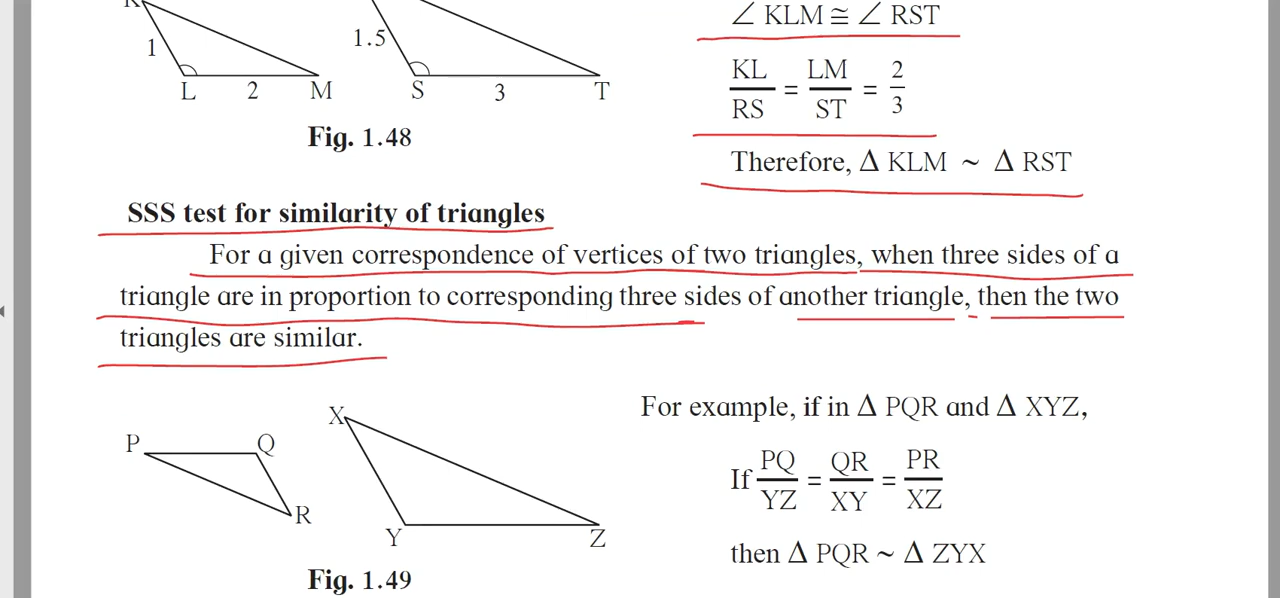 K
1
L 2 M
1.5
S 3 T
Fig. 1.48
∠ KLM ≅ ∠ RST
KL/RS = LM/ST = 2/3
Therefore, Δ KLM ~ Δ RST
SSS test for similarity of triangles
For a given correspondence of vertices of two triangles, when three sides of a
triangle are in proportion to corresponding three sides of another triangle, then the two
triangles are similar.
P Q
R
X
Y Z
Fig. 1.49
For example, if in Δ PQR and Δ XYZ,
If PQ/YZ = QR/XY = PR/XZ
then Δ PQR ~ Δ ZYX